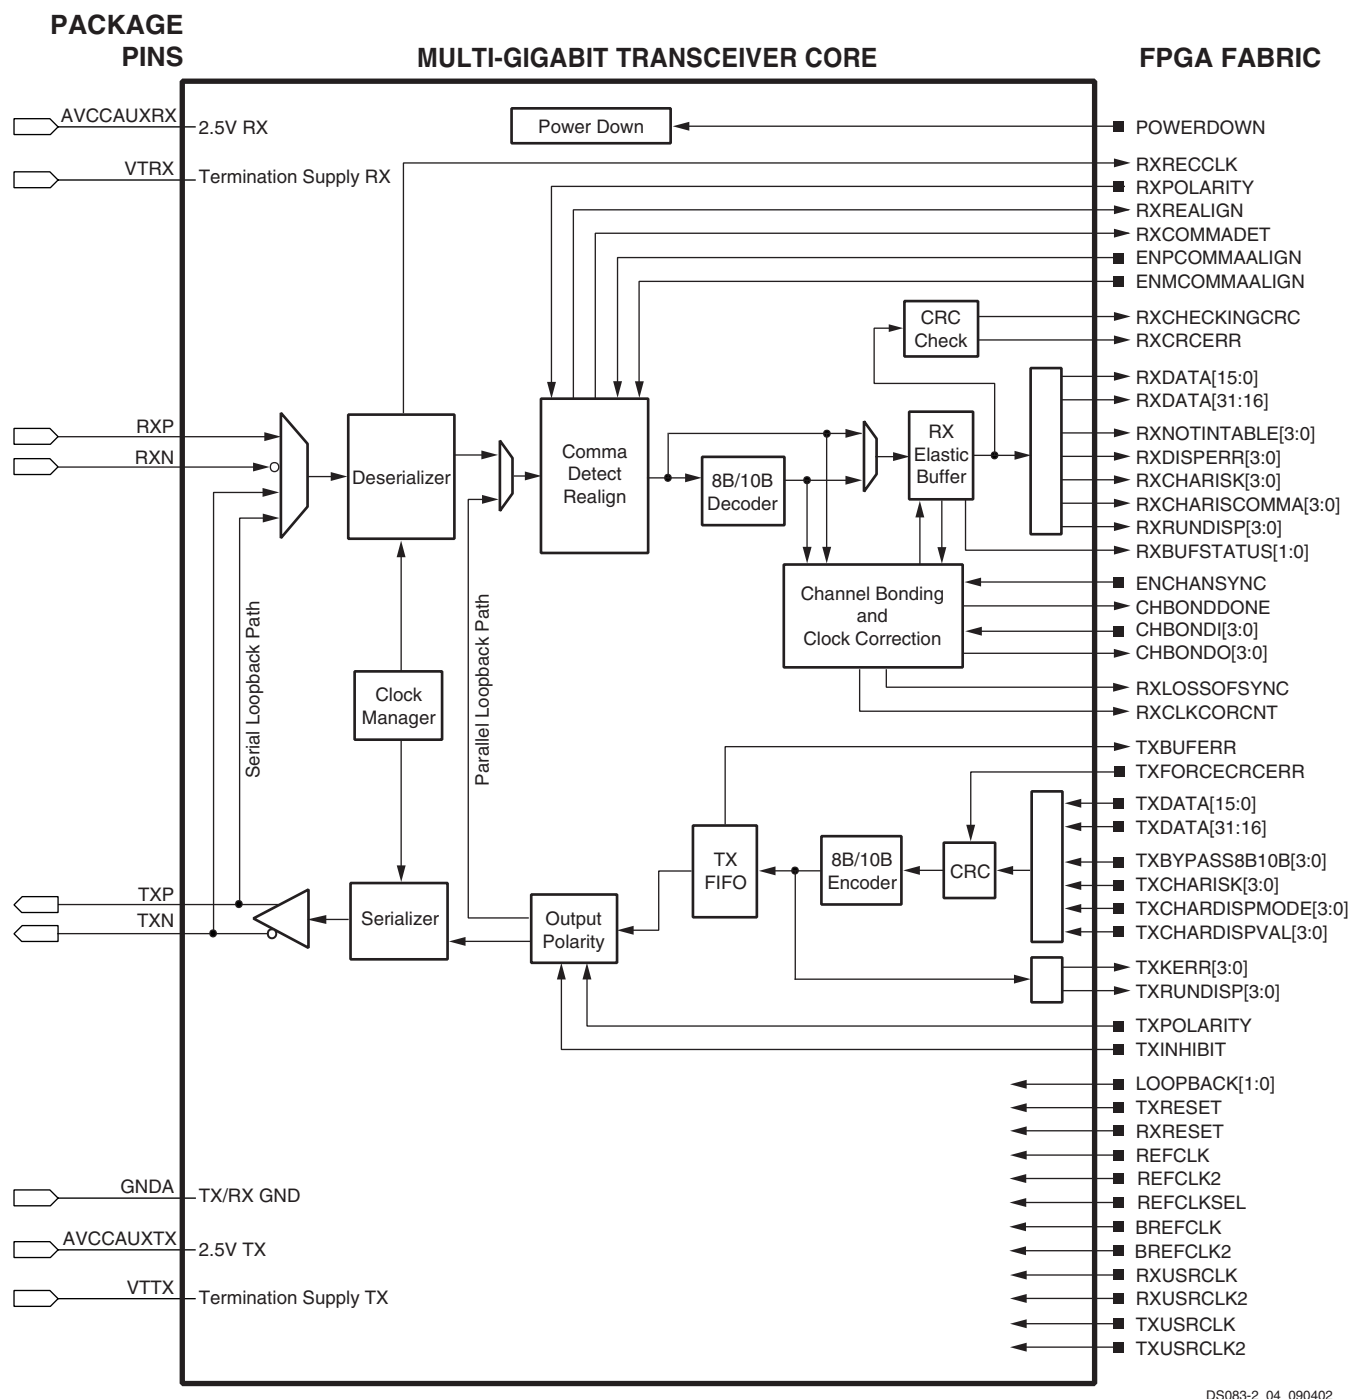 PACKAGE
PINS
MULTI-GIGABIT TRANSCEIVER CORE
FPGA FABRIC
AVCCAUXRX
2.5V RX
VTRX
Termination Supply RX
RXP
RXN
TXP
TXN
GNDA
TX/RX GND
AVCCAUXTX
2.5V TX
VTTX
Termination Supply TX
Power Down
Deserializer
Comma
Detect
Realign
8B/10B
Decoder
CRC
Check
RX
Elastic
Buffer
Channel Bonding
and
Clock Correction
Clock
Manager
Serial Loopback Path
Parallel Loopback Path
Serializer
Output
Polarity
TX
FIFO
8B/10B
Encoder
CRC
POWERDOWN
RXRECCLK
RXPOLARITY
RXREALIGN
RXCOMMADET
ENPCOMMAALIGN
ENMCOMMAALIGN
RXCHECKINGCRC
RXCRCERR
RXDATA[15:0]
RXDATA[31:16]
RXNOTINTABLE[3:0]
RXDISPERR[3:0]
RXCHARISK[3:0]
RXCHARISCOMMA[3:0]
RXRUNDISP[3:0]
RXBUFSTATUS[1:0]
ENCHANSYNC
CHBONDDONE
CHBONDI[3:0]
CHBONDO[3:0]
RXLOSSOFSYNC
RXCLKCORCNT
TXBUFERR
TXFORCECRCERR
TXDATA[15:0]
TXDATA[31:16]
TXBYPASS8B10B[3:0]
TXCHARISK[3:0]
TXCHARDISPMODE[3:0]
TXCHARDISPVAL[3:0]
TXKERR[3:0]
TXRUNDISP[3:0]
TXPOLARITY
TXINHIBIT
LOOPBACK[1:0]
TXRESET
RXRESET
REFCLK
REFCLK2
REFCLKSEL
BREFCLK
BREFCLK2
RXUSRCLK
RXUSRCLK2
TXUSRCLK
TXUSRCLK2
DS083-2_04_090402